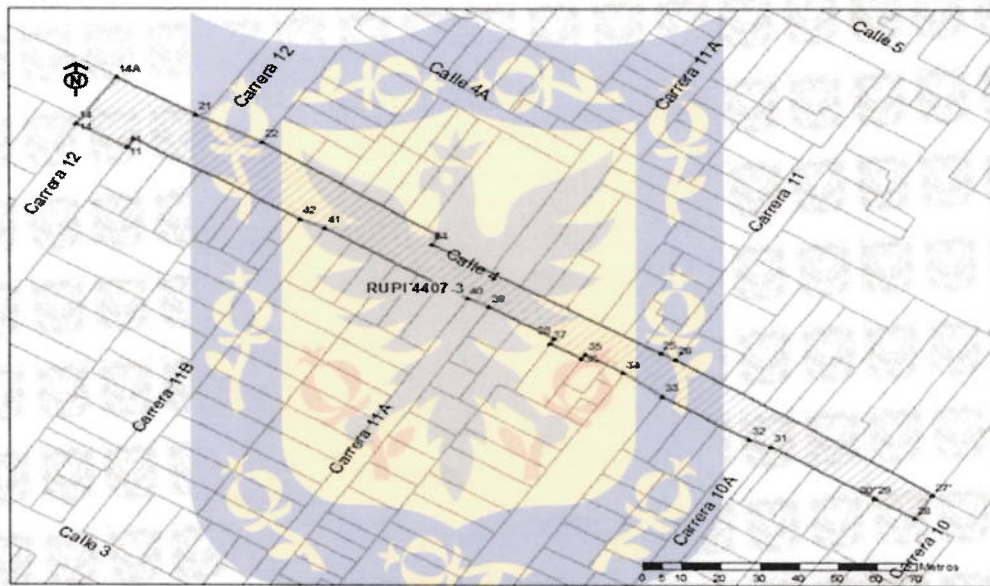 Calle 5
Carrera 12
Calle 4A
Carrera 11A
N
14A
21
22
14
11
Carrera 12
Carrera 11
42
41
Calle 4
RUPI 4407-3
40
39
37
35
25
26
34
33
Carrera 11B
Carrera 11A
32
31
Carrera 10A
29
27
28
Carrera 10
Calle 3
0 5 10 20 30 40 50 60 70
Metros